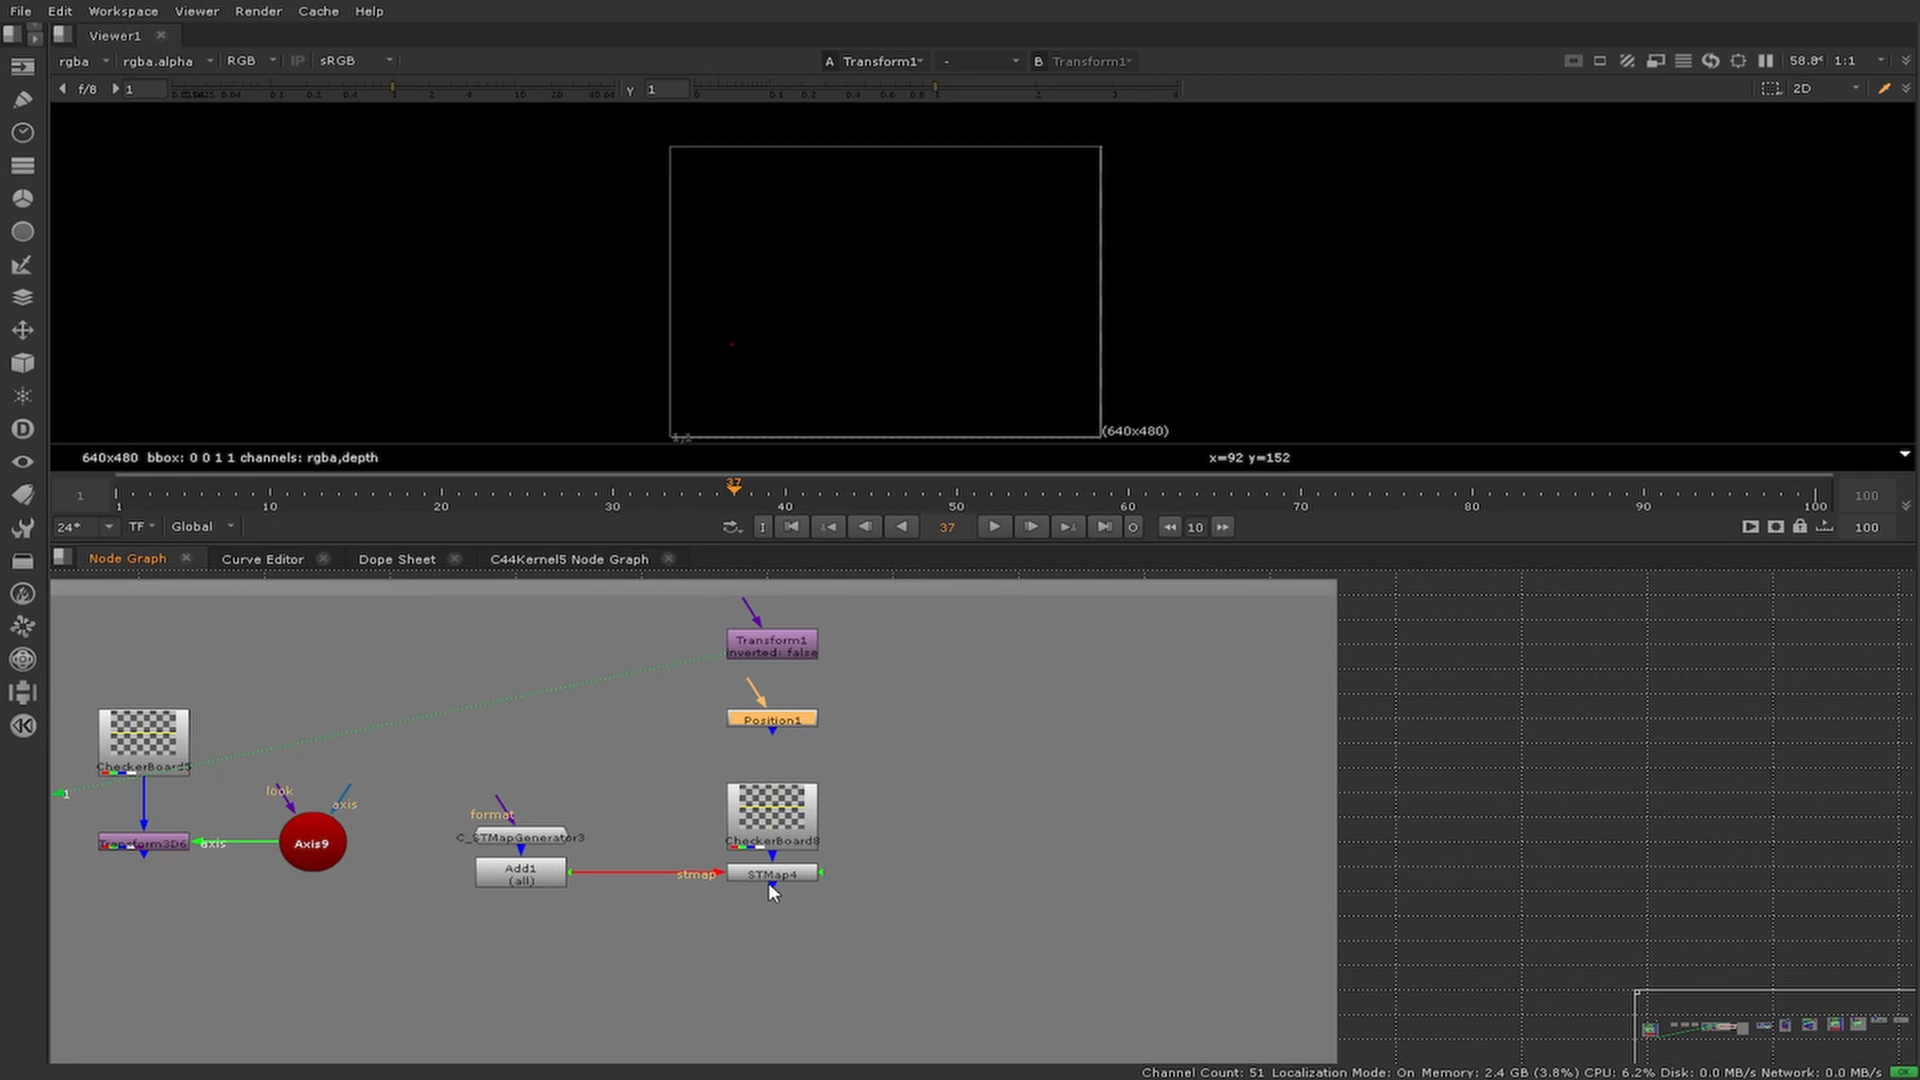 File Edit Workspace Viewer Render Cache Help
Viewer1
rgba rgba.alpha RGB IP sRGB A Transform1 - B Transform1 1:1
f/8 1 Y 1 2D
(640x480)
640x480 bbox: 0 0 1 1 channels: rgba,depth x=92 y=152
37
1 1 10 20 30 40 50 60 70 80 90 100 100
24* TF Global 37 10 100
Node Graph Curve Editor Dope Sheet C44Kernel5 Node Graph
Transform1
inverted: false
Position1
CheckerBoard5
1
look
axis
format
C_STMapGenerator3
CheckerBoard8
Transform3D6 axis Axis9
Add1
(all)
stmap STMap4
Channel Count: 51 Localization Mode: On Memory: 2.4 GB (3.8%) CPU: 6.2% Disk: 0.0 MB/s Network: 0.0 MB/s